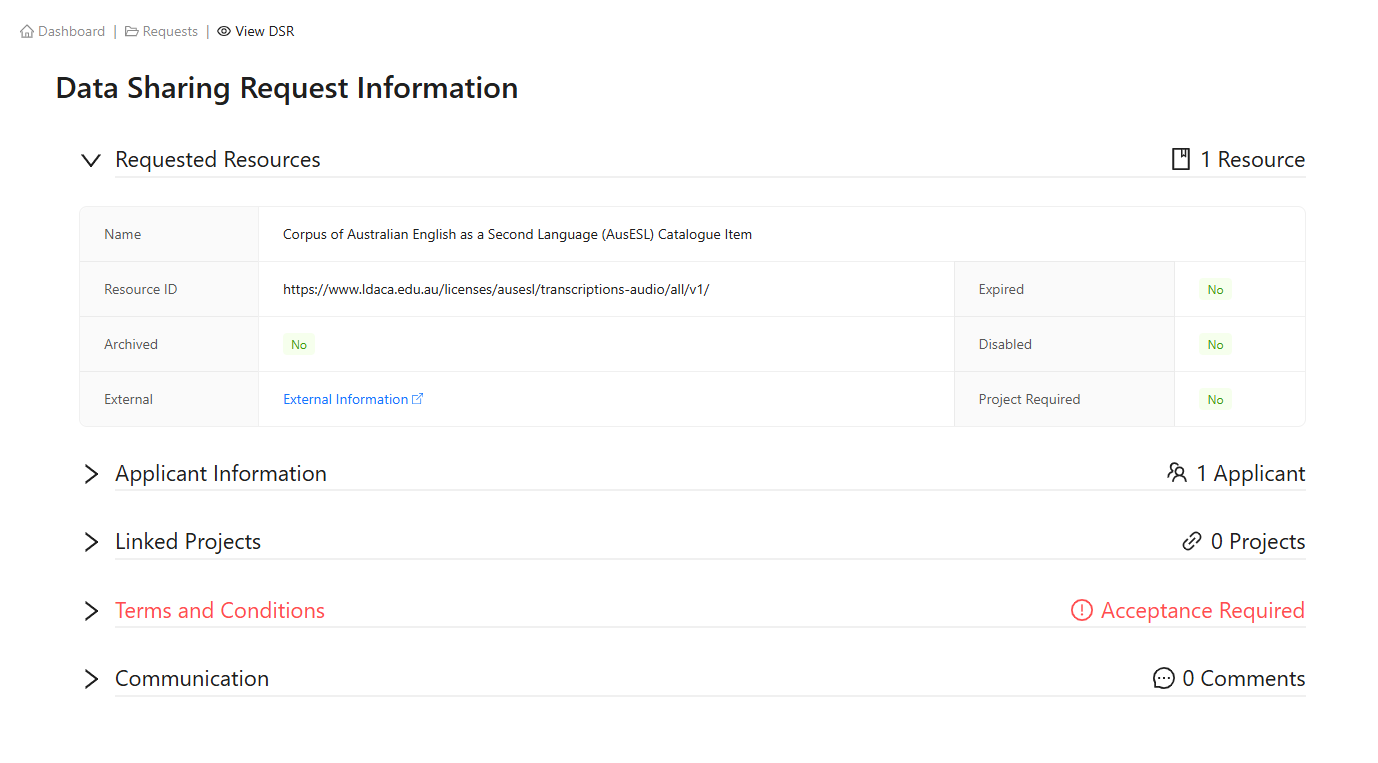 Dashboard | Requests | View DSR
Data Sharing Request Information
Requested Resources 1 Resource
Name Corpus of Australian English as a Second Language (AusESL) Catalogue Item
Resource ID https://www.ldaca.edu.au/licenses/ausesl/transcriptions-audio/all/v1/ Expired No
Archived No Disabled No
External External Information Project Required No
Applicant Information 1 Applicant
Linked Projects 0 Projects
Terms and Conditions Acceptance Required
Communication 0 Comments